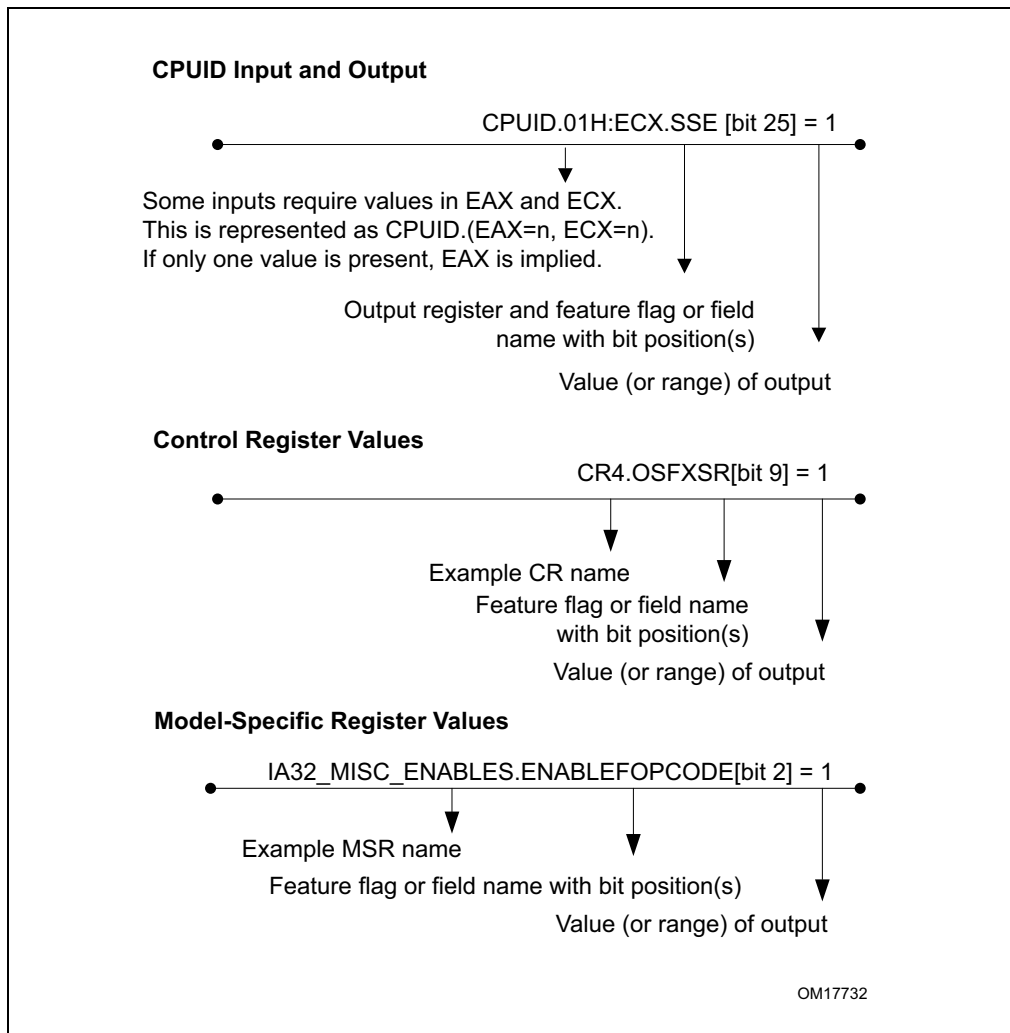 CPUID Input and Output
CPUID.01H:ECX.SSE [bit 25] = 1
Some inputs require values in EAX and ECX.
This is represented as CPUID.(EAX=n, ECX=n).
If only one value is present, EAX is implied.
Output register and feature flag or field
name with bit position(s)
Value (or range) of output
Control Register Values
CR4.OSFXSR[bit 9] = 1
Example CR name
Feature flag or field name
with bit position(s)
Value (or range) of output
Model-Specific Register Values
IA32_MISC_ENABLES.ENABLEFOPCODE[bit 2] = 1
Example MSR name
Feature flag or field name with bit position(s)
Value (or range) of output
OM17732